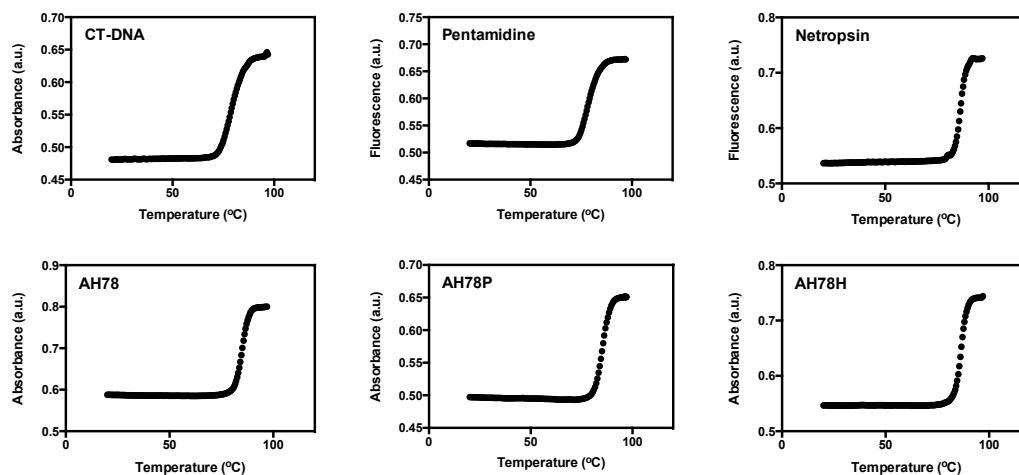 CT-DNA
Absorbance (a.u.)
0.70
0.65
0.60
0.55
0.50
0.45
0
50
100
Temperature (ºC)
Pentamidine
Fluorescence (a.u.)
0.75
0.70
0.65
0.60
0.55
0.50
0.45
0
50
100
Temperature (ºC)
Netropsin
Fluorescence (a.u.)
0.8
0.7
0.6
0.5
0
50
100
Temperature (ºC)
AH78
Absorbance (a.u.)
0.9
0.8
0.7
0.6
0.5
0
50
100
Temperature (ºC)
AH78P
Absorbance (a.u.)
0.70
0.65
0.60
0.55
0.50
0.45
0
50
100
Temperature (ºC)
AH78H
Absorbance (a.u.)
0.8
0.7
0.6
0.5
0
50
100
Temperature (ºC)